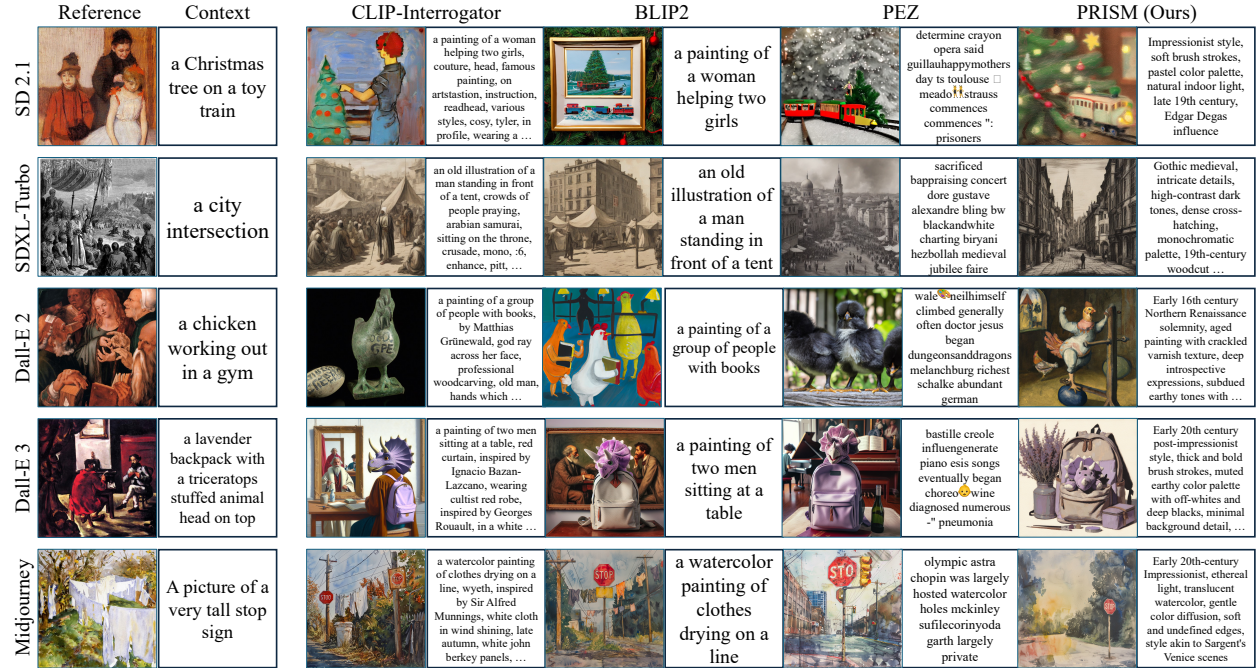 Reference
Context
CLIP-Interrogator
BLIP2
PEZ
PRISM (Ours)
SD 2.1
a Christmas
tree on a toy
train
a painting of a woman
helping two girls,
couture, head, famous
painting, on
artstastion, instruction,
readhead, various
styles, cosy, tyler, in
profile, wearing a …
a painting of
a woman
helping two
girls
determine crayon
opera said
guillauhappymothers
day ts toulouse □
meado👯strauss
commences
commences ":
prisoners
Impressionist style,
soft brush strokes,
pastel color palette,
natural indoor light,
late 19th century,
Edgar Degas
influence
SDXL-Turbo
a city
intersection
an old illustration of a
man standing in front
of a tent, crowds of
people praying,
arabian samurai,
sitting on the throne,
crusade, mono, :6,
enhance, pitt, …
an old
illustration of
a man
standing in
front of a tent
sacrificed
bappraising concert
dore gustave
alexandre bling bw
blackandwhite
charting biryani
hezbollah medieval
jubilee faire
Gothic medieval,
intricate details,
high-contrast dark
tones, dense cross-
hatching,
monochromatic
palette, 19th-century
woodcut …
Dall-E 2
a chicken
working out
in a gym
GFE
a painting of a group
of people with books,
by Matthias
Grünewald, god ray
across her face,
professional
woodcarving, old man,
hands which …
a painting of a
group of people
with books
wale🎨neilhimself
climbed generally
often doctor jesus
began
dungeonsanddragons
melanchburg richest
schalke abundant
german
Early 16th century
Northern Renaissance
solemnity, aged
painting with crackled
varnish texture, deep
introspective
expressions, subdued
earthy tones with …
Dall-E 3
a lavender
backpack with
a triceratops
stuffed animal
head on top
a painting of two men
sitting at a table, red
curtain, inspired by
Ignacio Bazan-
Lazcano, wearing
cultist red robe,
inspired by Georges
Rouault, in a white …
a painting of
two men
sitting at a
table
bastille creole
influengenerate
piano esis songs
eventually began
choreo👶wine
diagnosed numerous
-" pneumonia
Early 20th century
post-impressionist
style, thick and bold
brush strokes, muted
earthy color palette
with off-whites and
deep blacks, minimal
background detail, …
Midjourney
A picture of a
very tall stop
sign
STOP
a watercolor painting
of clothes drying on a
line, wyeth, inspired
by Sir Alfred
Munnings, white cloth
in wind shining, late
autumn, white john
berkey panels, …
STOP
a watercolor
painting of
clothes
drying on a
line
STOP
olympic astra
chopin was largely
hosted watercolor
holes mckinley
sufilecorinyoda
garth largely
private
STOP
Early 20th-century
Impressionist, ethereal
light, translucent
watercolor, gentle
color diffusion, soft
and undefined edges,
style akin to Sargent's
Venice scenes